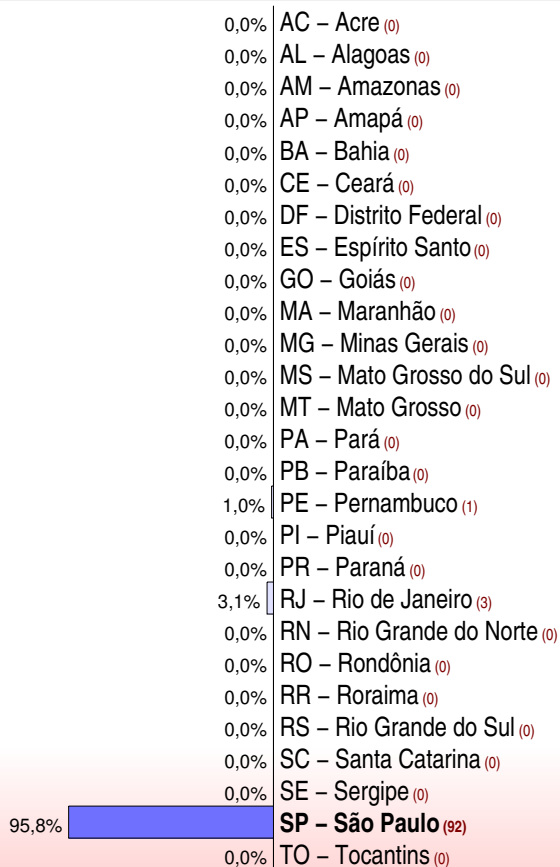 0,0% AC – Acre (0)
0,0% AL – Alagoas (0)
0,0% AM – Amazonas (0)
0,0% AP – Amapá (0)
0,0% BA – Bahia (0)
0,0% CE – Ceará (0)
0,0% DF – Distrito Federal (0)
0,0% ES – Espírito Santo (0)
0,0% GO – Goiás (0)
0,0% MA – Maranhão (0)
0,0% MG – Minas Gerais (0)
0,0% MS – Mato Grosso do Sul (0)
0,0% MT – Mato Grosso (0)
0,0% PA – Pará (0)
0,0% PB – Paraíba (0)
1,0% PE – Pernambuco (1)
0,0% PI – Piauí (0)
0,0% PR – Paraná (0)
3,1% RJ – Rio de Janeiro (3)
0,0% RN – Rio Grande do Norte (0)
0,0% RO – Rondônia (0)
0,0% RR – Roraima (0)
0,0% RS – Rio Grande do Sul (0)
0,0% SC – Santa Catarina (0)
0,0% SE – Sergipe (0)
95,8% SP – São Paulo (92)
0,0% TO – Tocantins (0)